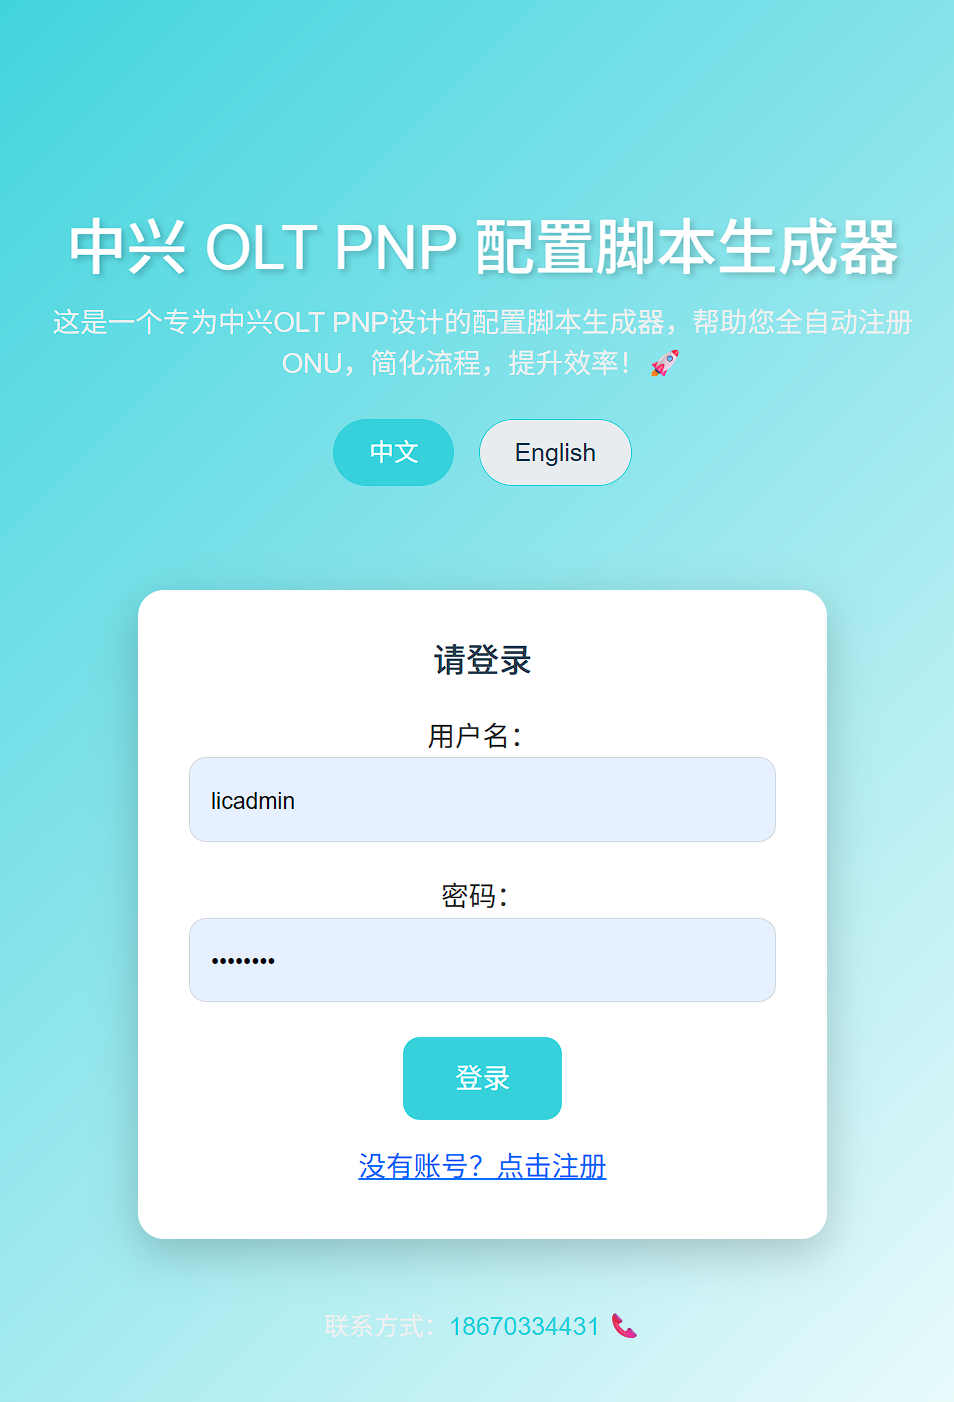 中兴 OLT PNP 配置脚本生成器
这是一个专为中兴OLT PNP设计的配置脚本生成器，帮助您全自动注册
ONU，简化流程，提升效率！🚀
中文
English
请登录
用户名：
licadmin
密码：
••••••••
登录
没有账号？点击注册
联系方式：18670334431 📞